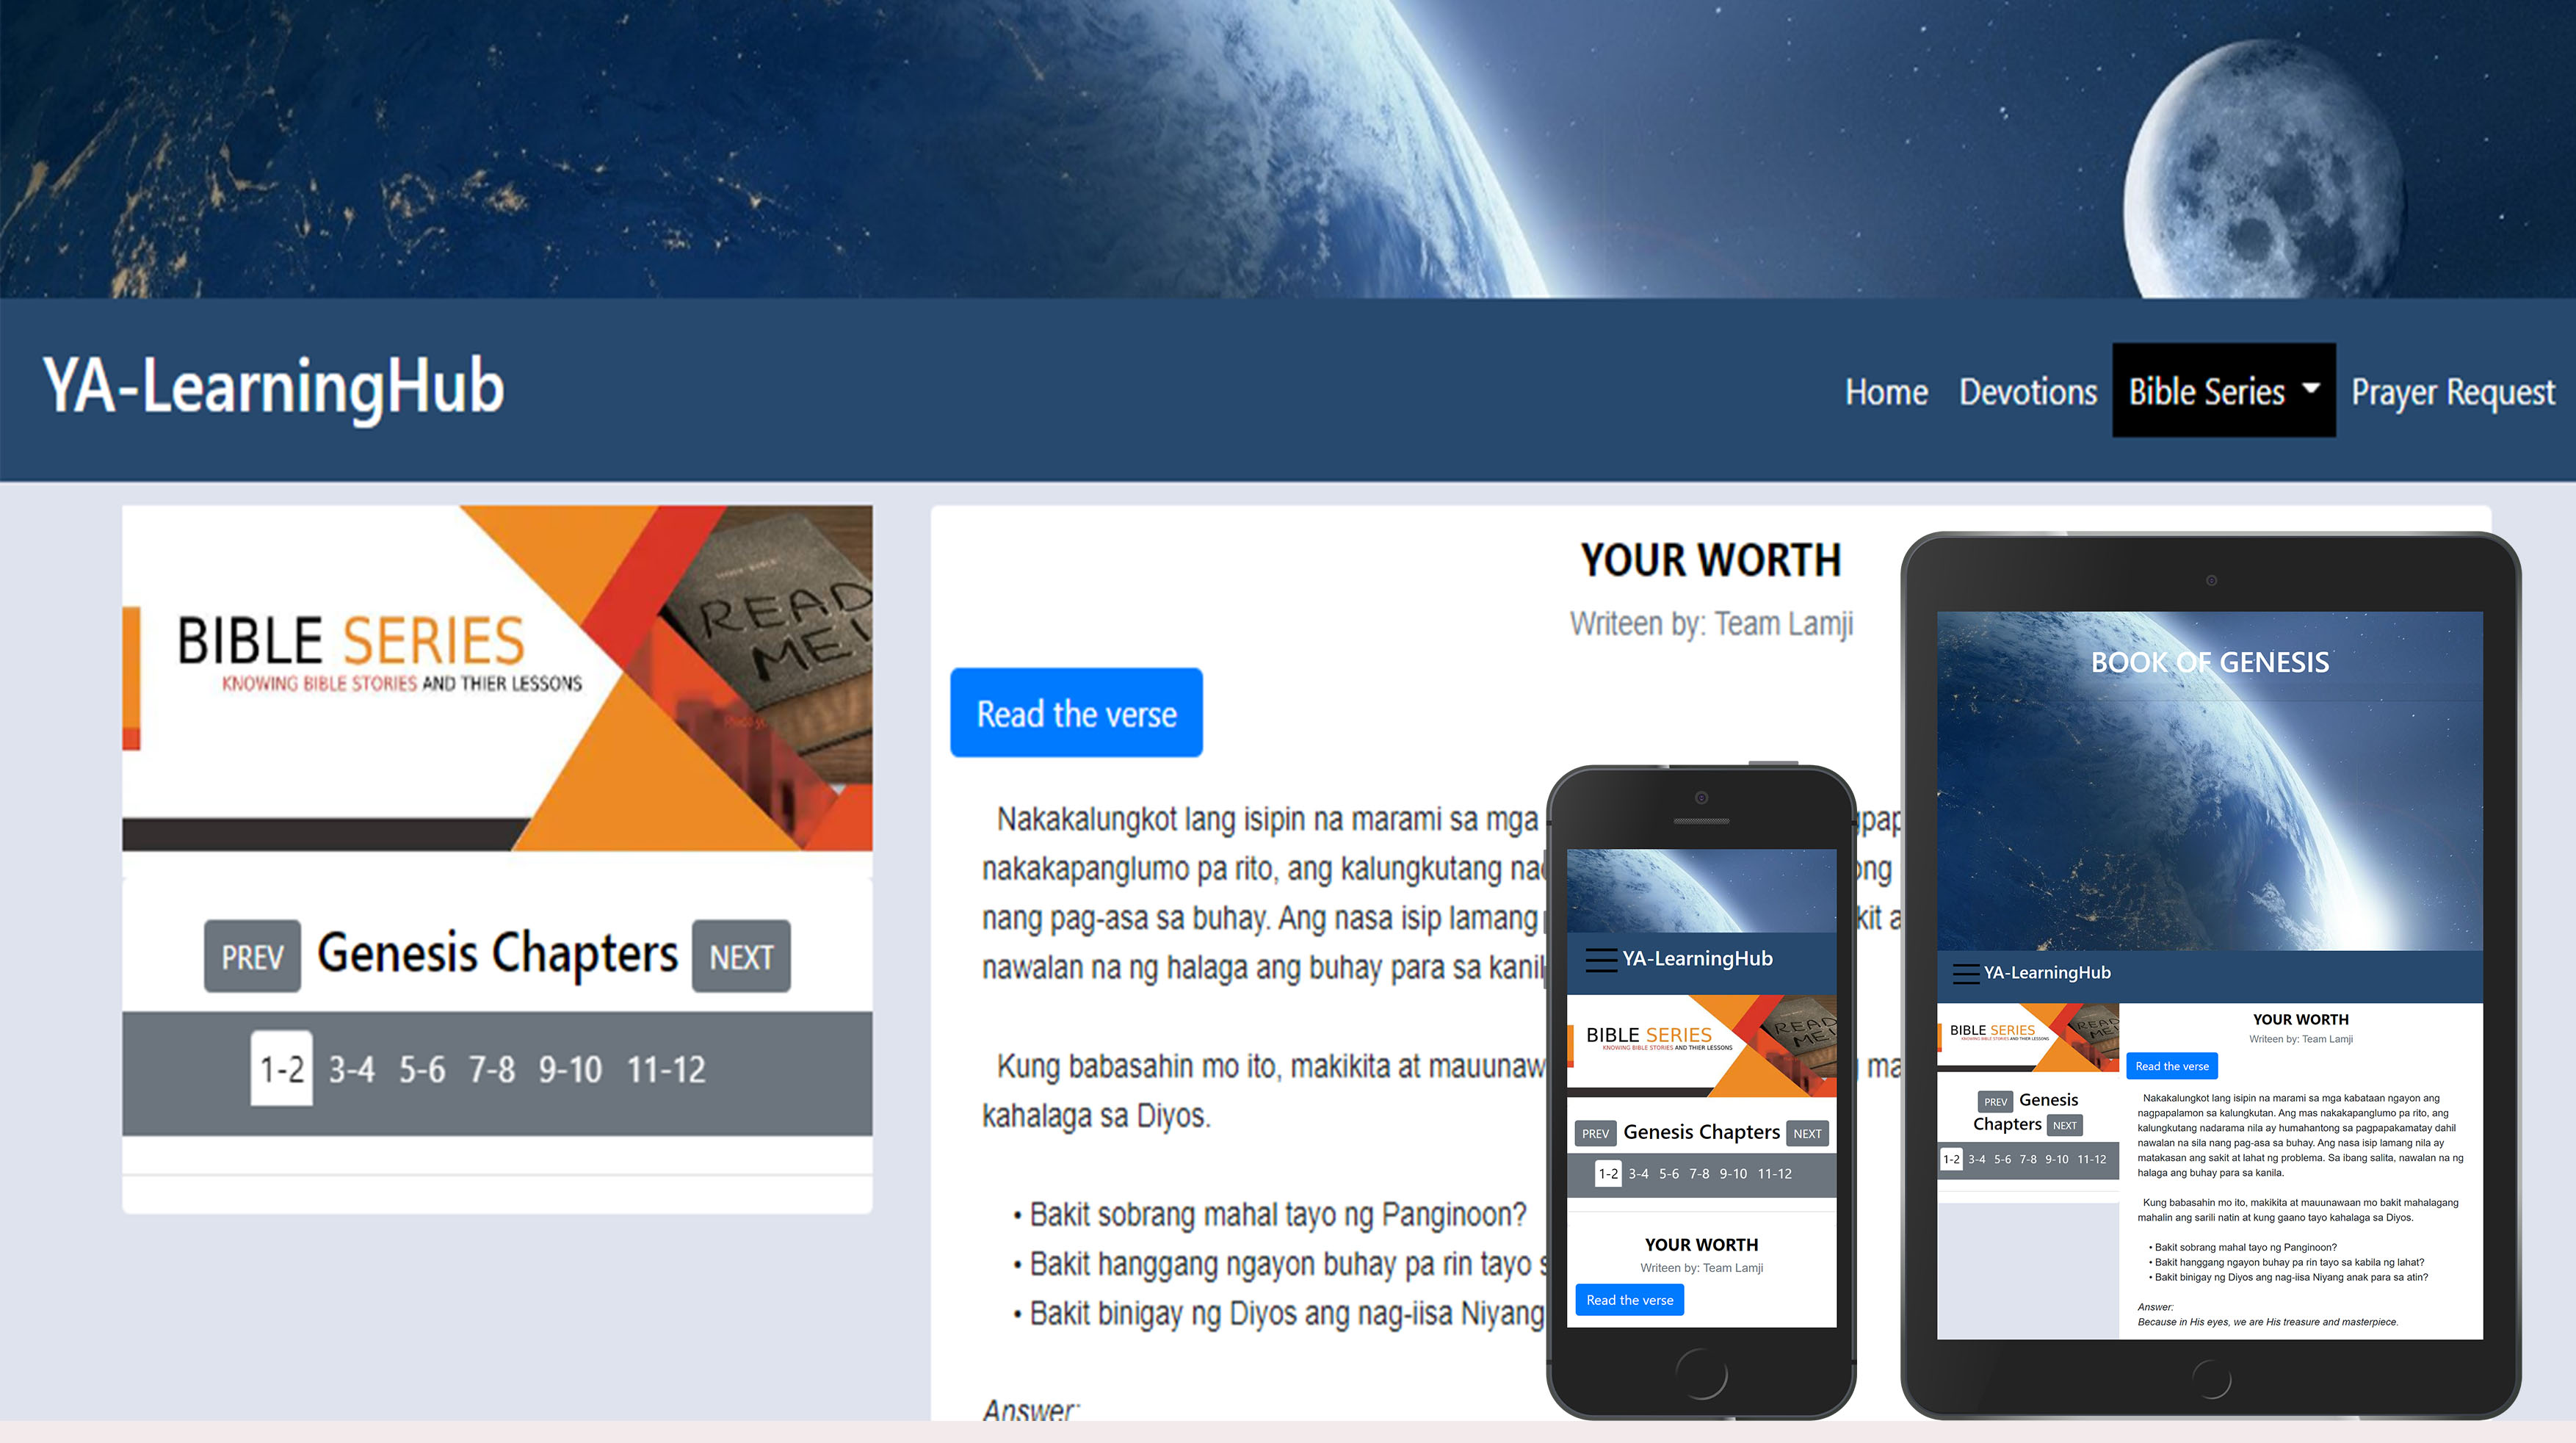 YA-LearningHub
Home Devotions Bible Series Prayer Request
BIBLE SERIES
KNOWING BIBLE STORIES AND THIER LESSONS
READ
ME!
PREV Genesis Chapters NEXT
1-2 3-4 5-6 7-8 9-10 11-12
YOUR WORTH
Writeen by: Team Lamji
Read the verse
Nakakalungkot lang isipin na marami sa mga
nakakapanglumo pa rito, ang kalungkutang
nang pag-asa sa buhay. Ang nasa isip lamang
nawalan na ng halaga ang buhay para sa
Kung babasahin mo ito, makikita at
kahalaga sa Diyos.
• Bakit sobrang mahal tayo ng Panginoon?
• Bakit hanggang ngayon buhay pa rin tayo
• Bakit binigay ng Diyos ang nag-iisa Niyang
Answer:
YA-LearningHub
BIBLE SERIES
KNOWING BIBLE STORIES AND THIER LESSONS
READ
ME!
PREV Genesis Chapters NEXT
1-2 3-4 5-6 7-8 9-10 11-12
YOUR WORTH
Writeen by: Team Lamji
Read the verse
BOOK OF GENESIS
YA-LearningHub
BIBLE SERIES
KNOWING BIBLE STORIES AND THIER LESSONS
READ
ME!
PREV Genesis
Chapters NEXT
1-2 3-4 5-6 7-8 9-10 11-12
YOUR WORTH
Writeen by: Team Lamji
Read the verse
Nakakalungkot lang isipin na marami sa mga kabataan ngayon ang
nagpapalamon sa kalungkutan. Ang mas nakakapanglumo pa rito, ang
kalungkutang nadarama nila ay humahantong sa pagpapakamatay dahil
nawalan na sila nang pag-asa sa buhay. Ang nasa isip lamang nila ay
matakasan ang sakit at lahat ng problema. Sa ibang salita, nawalan na ng
halaga ang buhay para sa kanila.
Kung babasahin mo ito, makikita at mauunawaan mo bakit mahalagang
mahalin ang sarili natin at kung gaano tayo kahalaga sa Diyos.
• Bakit sobrang mahal tayo ng Panginoon?
• Bakit hanggang ngayon buhay pa rin tayo sa kabila ng lahat?
• Bakit binigay ng Diyos ang nag-iisa Niyang anak para sa atin?
Answer:
Because in His eyes, we are His treasure and masterpiece.